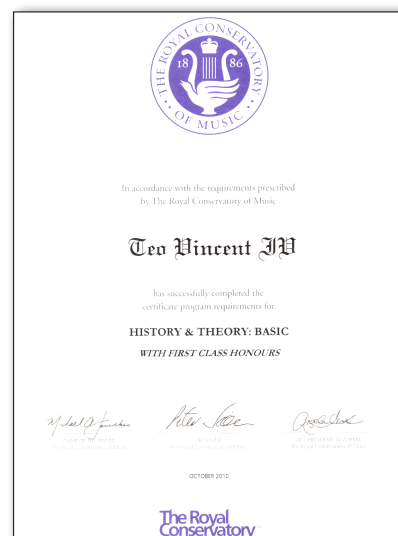 THE ROYAL CONSERVATORY
18 86
OF MUSIC
In accordance with the requirements prescribed
by The Royal Conservatory of Music
Teo Vincent IV
has successfully completed the
certificate program requirements for
HISTORY & THEORY: BASIC
WITH FIRST CLASS HONOURS
Peter Simon
OCTOBER 2010
The Royal
Conservatory